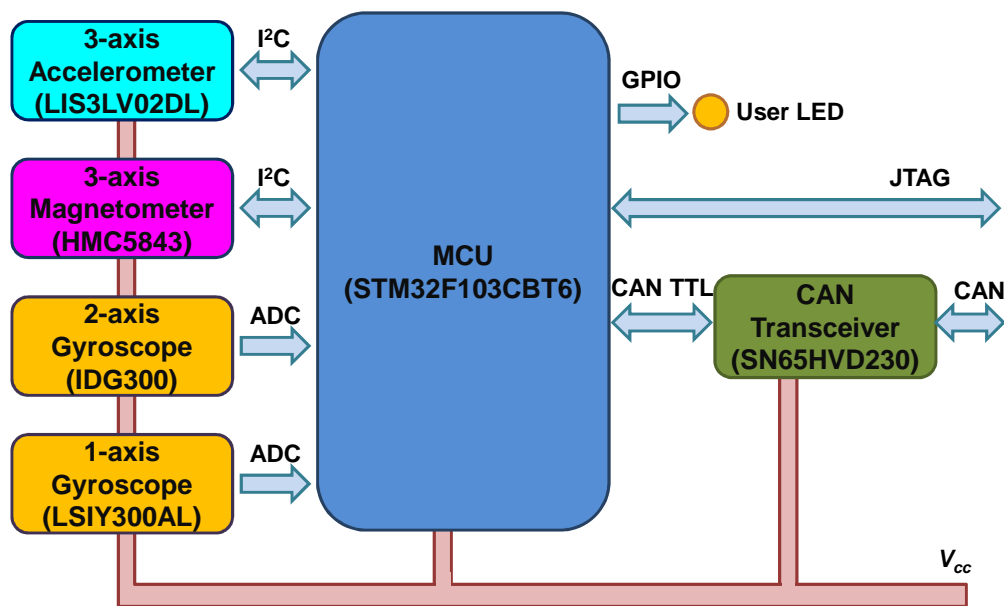 3-axis
Accelerometer
(LIS3LV02DL)
I²C
3-axis
Magnetometer
(HMC5843)
I²C
2-axis
Gyroscope
(IDG300)
ADC
1-axis
Gyroscope
(LSIY300AL)
ADC
MCU
(STM32F103CBT6)
GPIO
User LED
JTAG
CAN TTL
CAN
Transceiver
(SN65HVD230)
CAN
Vcc